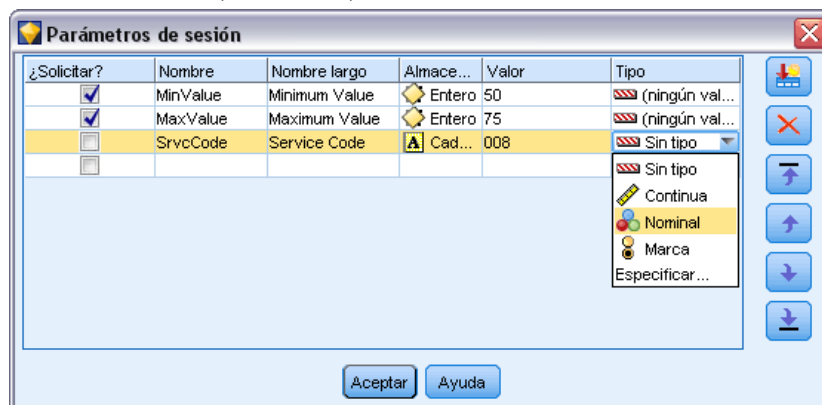 Parámetros de sesión
¿Solicitar? Nombre Nombre largo Almace... Valor Tipo
MinValue Minimum Value Entero 50 (ningún val...
MaxValue Maximum Value Entero 75 (ningún val...
SrvcCode Service Code A Cad... 008 Sin tipo
Sin tipo
Continua
Nominal
Marca
Especificar...
Aceptar Ayuda